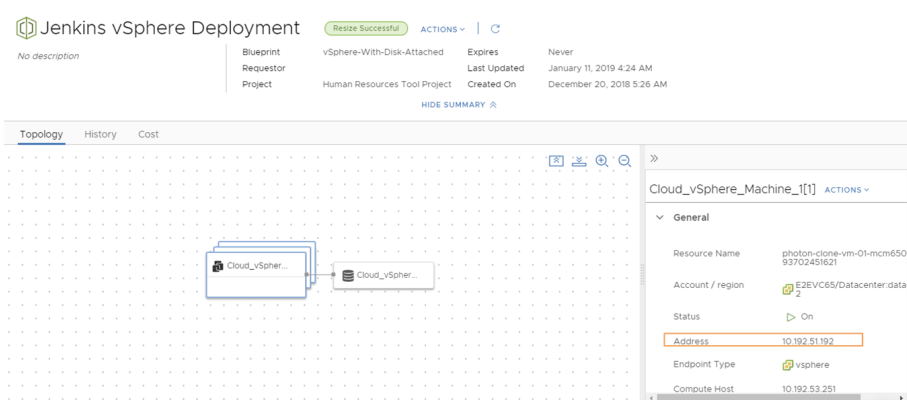 Jenkins vSphere Deployment Resize Successful ACTIONS
No description
Blueprint vSphere-With-Disk-Attached Expires Never
Requestor Last Updated January 11, 2019 4:24 AM
Project Human Resources Tool Project Created On December 20, 2018 5:26 AM
HIDE SUMMARY
Topology History Cost
Cloud_vSphere_Machine_1[1] ACTIONS
General
Cloud_vSpher...
Cloud_vSpher...
Resource Name photon-clone-vm-01-mcm650
93702451621
Account / region E2EVC65/Datacenter:data
2
Status On
Address 10.192.51.192
Endpoint Type vsphere
Compute Host 10.192.53.251